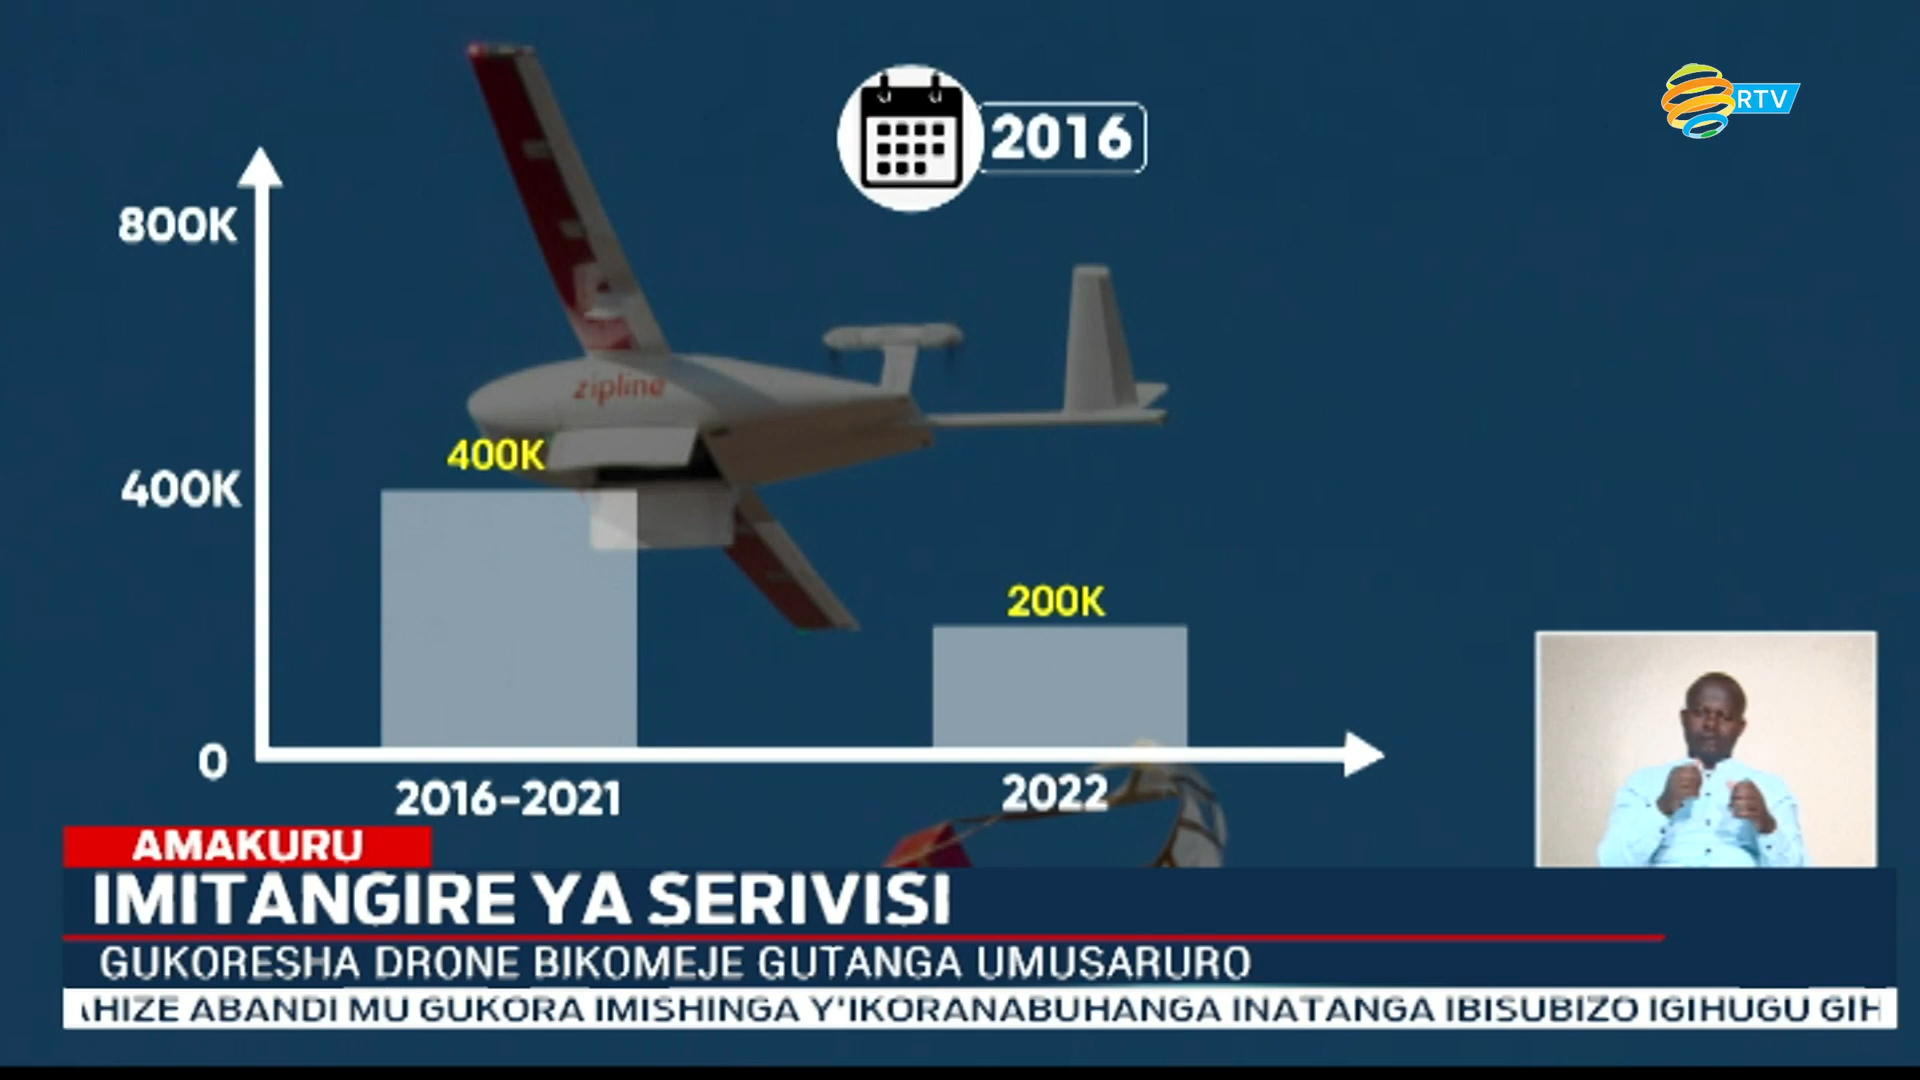 RTV
2016
800K
zipline
400K
400K
200K
0
2016-2021
2022
AMAKURU
IMITANGIRE YA SERIVISI
GUKORESHA DRONE BIKOMEJE GUTANGA UMUSARURO
ABANDI MU GUKORA IMISHINGA Y'IKORANABUHANGA INATANGA IBISUBIZO IGIHUGU